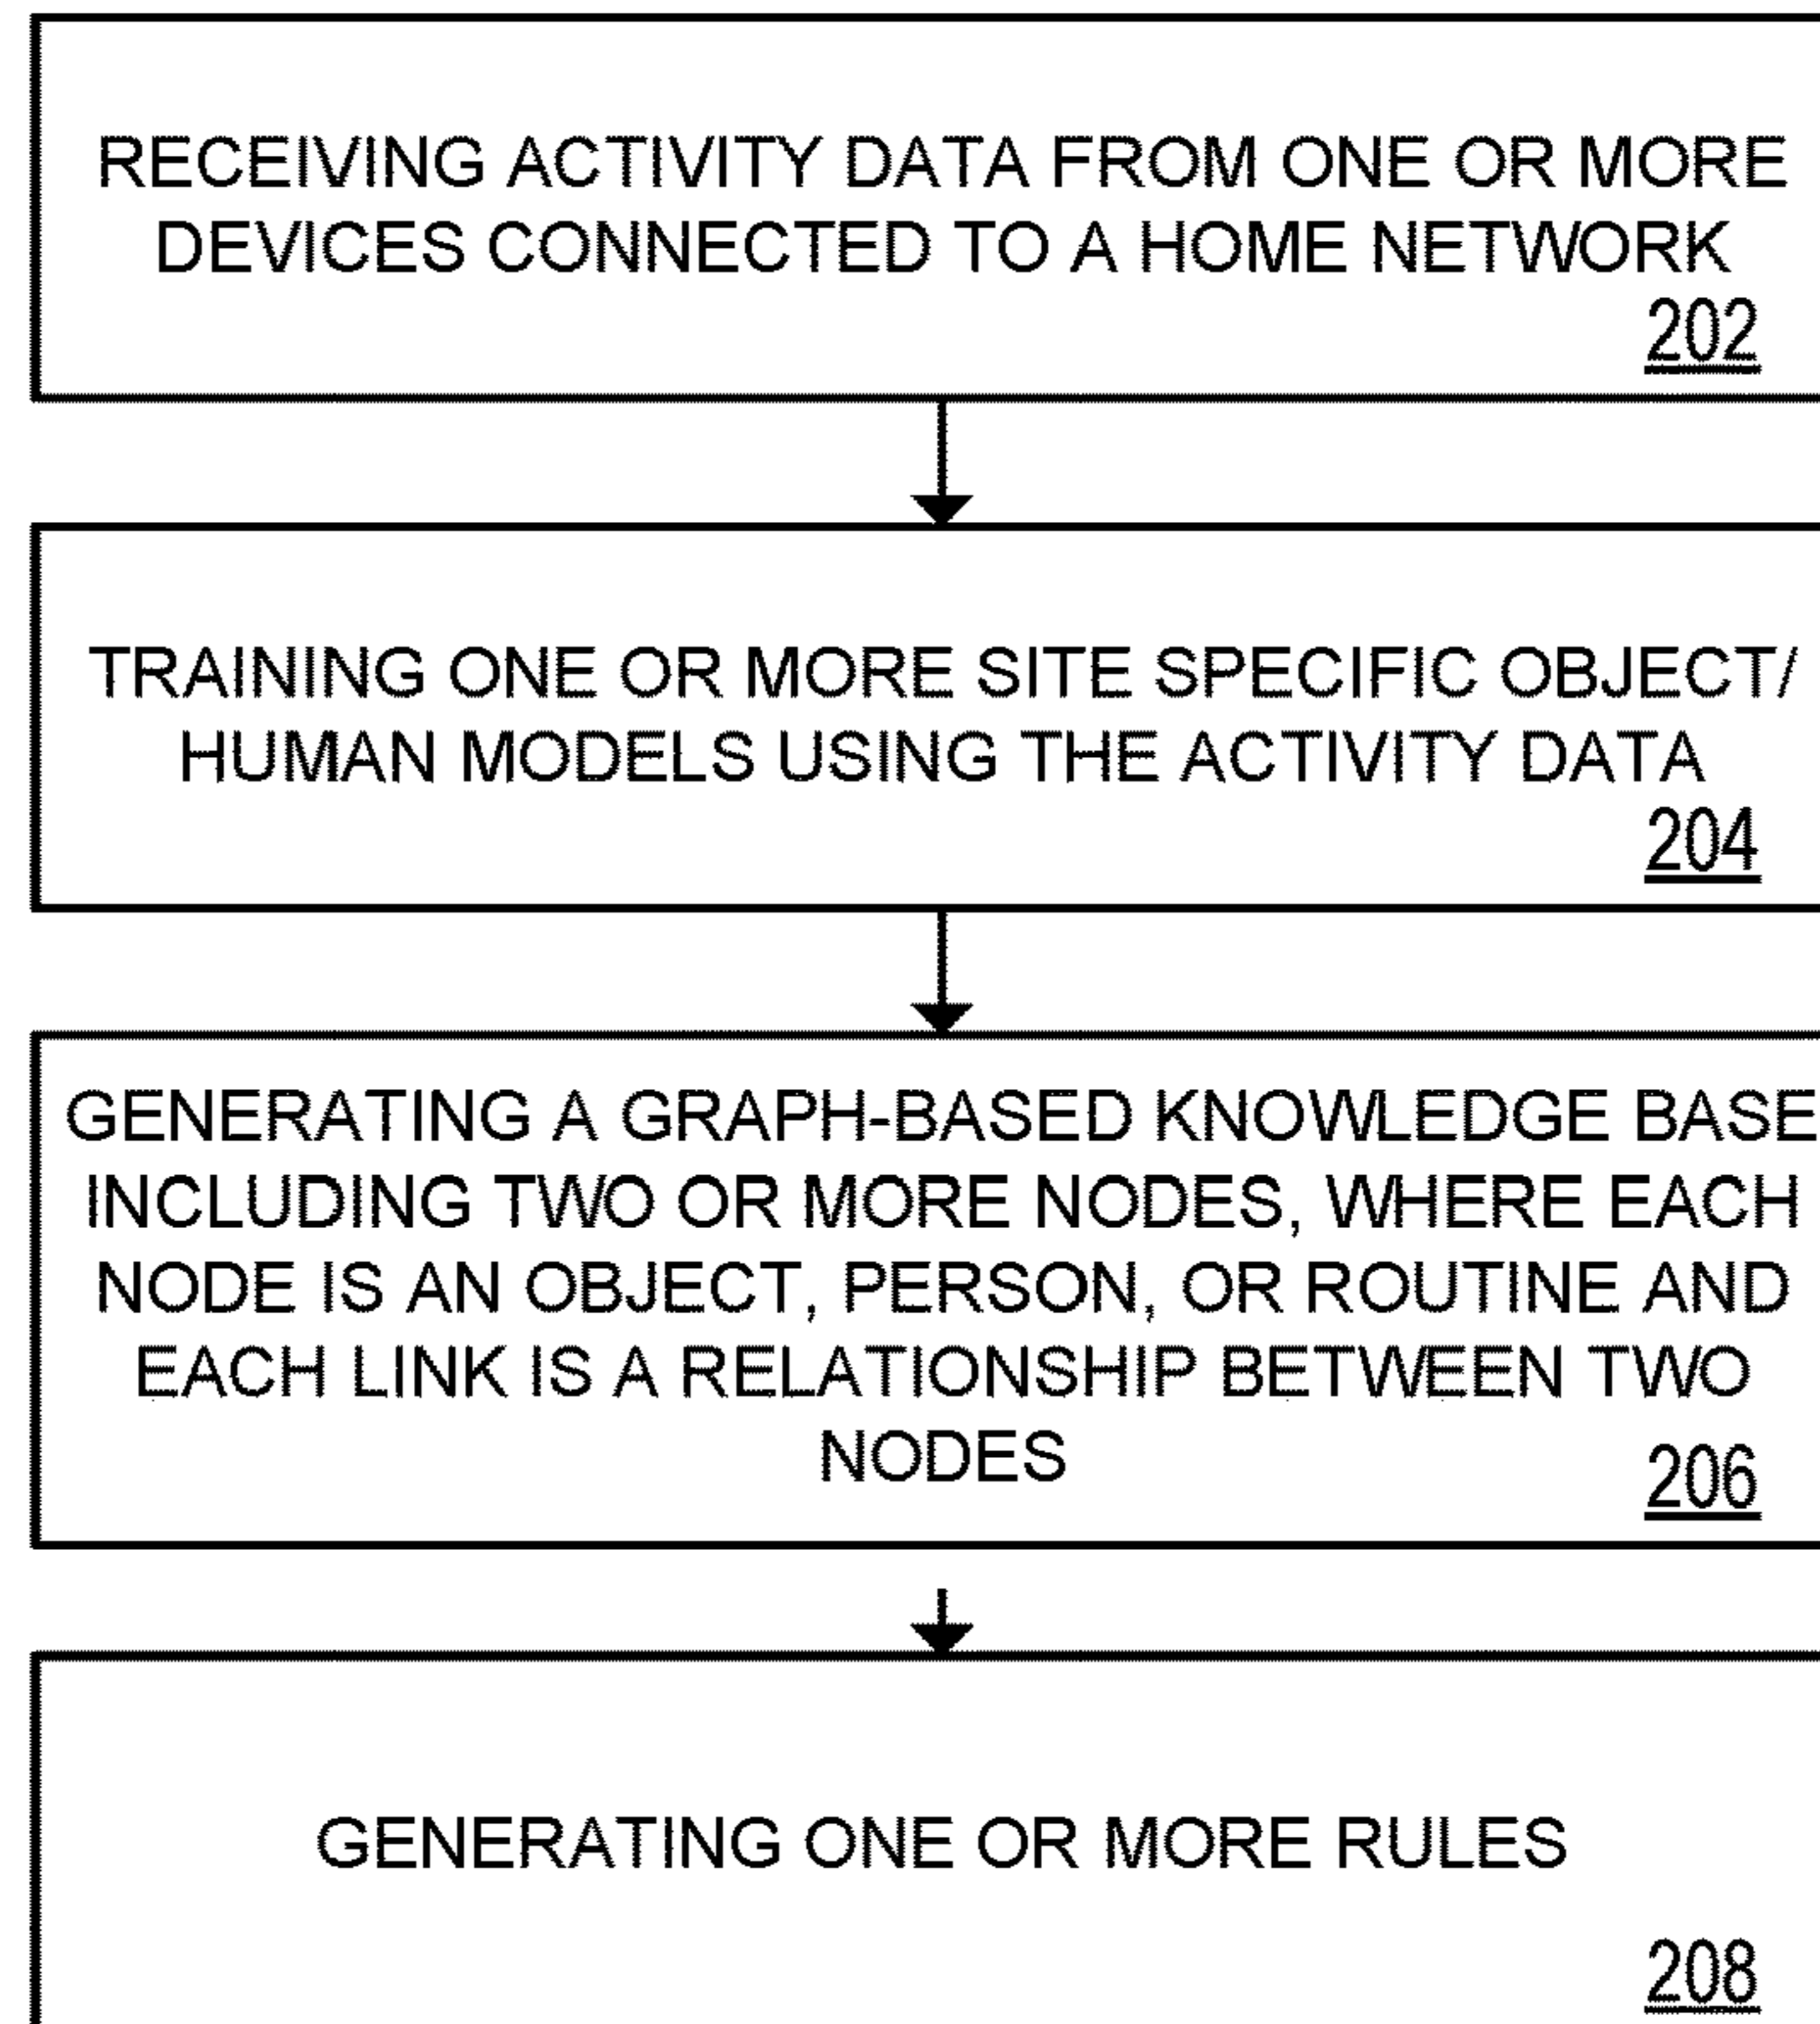 RECEIVING ACTIVITY DATA FROM ONE OR MORE
DEVICES CONNECTED TO A HOME NETWORK
202
TRAINING ONE OR MORE SITE SPECIFIC OBJECT/
HUMAN MODELS USING THE ACTIVITY DATA
204
GENERATING A GRAPH-BASED KNOWLEDGE BASE
INCLUDING TWO OR MORE NODES, WHERE EACH
NODE IS AN OBJECT, PERSON, OR ROUTINE AND
EACH LINK IS A RELATIONSHIP BETWEEN TWO
NODES
206
GENERATING ONE OR MORE RULES
208